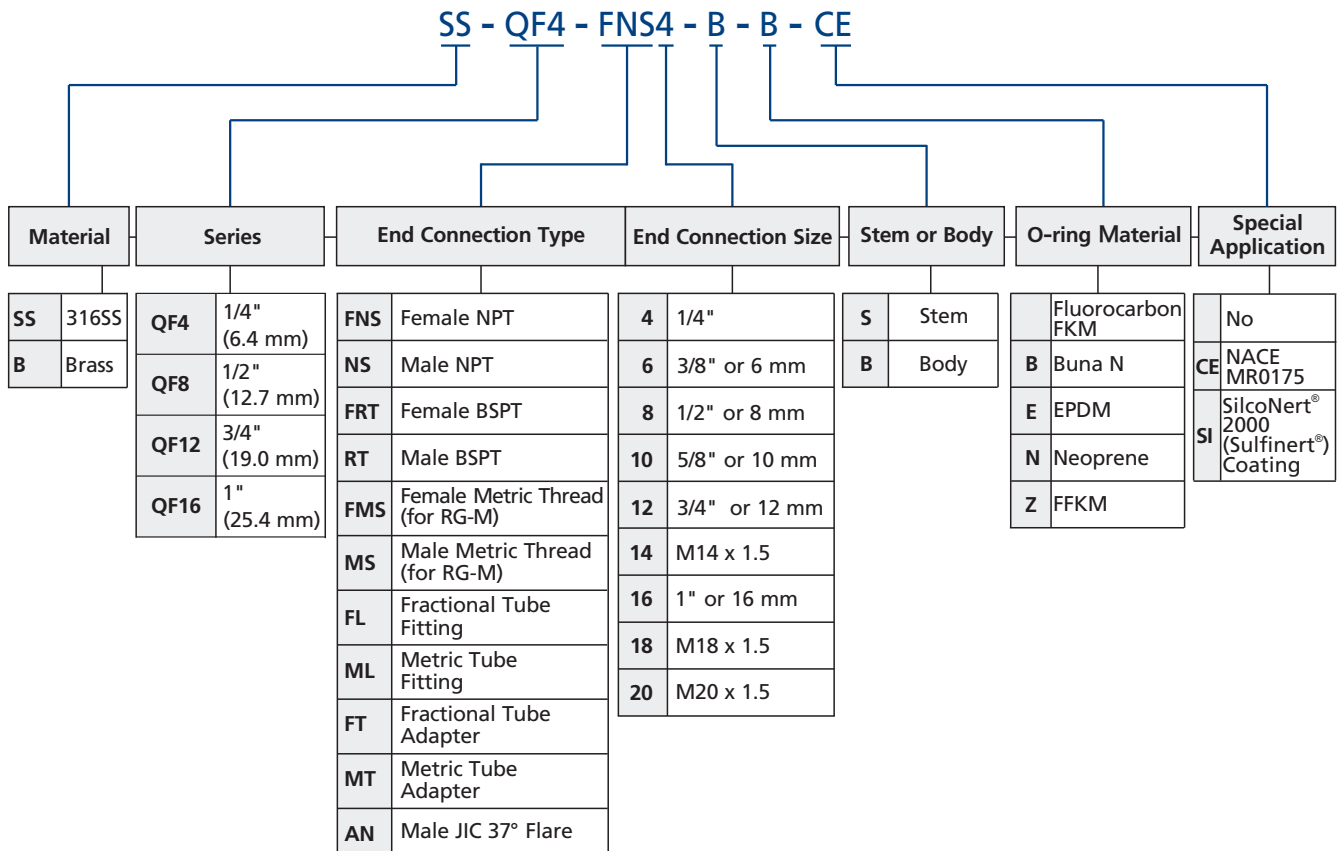 SS - QF4 - FNS4 - B - B - CE
Material
Series
End Connection Type
End Connection Size
Stem or Body
O-ring Material
Special
Application
SS 316SS
B Brass
QF4 1/4"
(6.4 mm)
QF8 1/2"
(12.7 mm)
QF12 3/4"
(19.0 mm)
QF16 1"
(25.4 mm)
FNS Female NPT
NS Male NPT
FRT Female BSPT
RT Male BSPT
FMS Female Metric Thread
(for RG-M)
MS Male Metric Thread
(for RG-M)
FL Fractional Tube
Fitting
ML Metric Tube
Fitting
FT Fractional Tube
Adapter
MT Metric Tube
Adapter
AN Male JIC 37° Flare
4 1/4"
6 3/8" or 6 mm
8 1/2" or 8 mm
10 5/8" or 10 mm
12 3/4" or 12 mm
14 M14 x 1.5
16 1" or 16 mm
18 M18 x 1.5
20 M20 x 1.5
S Stem
B Body
Fluorocarbon
FKM
B Buna N
E EPDM
N Neoprene
Z FFKM
No
CE NACE
MR0175
SI SilcoNert®
2000
(Sulfinert®)
Coating